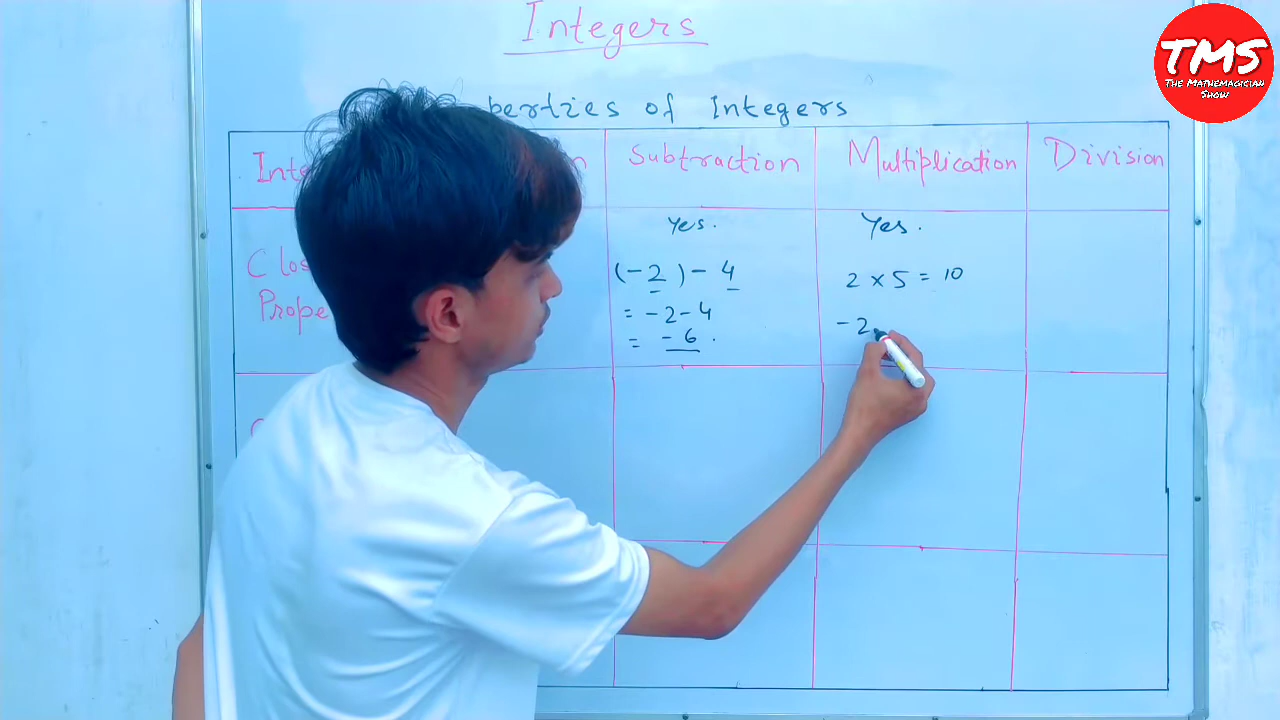 Integers
TMS
The Mathemagician
Show
of Integers
Subtraction Multiplication Division
Yes. Yes.
(-2) - 4 2 x 5 = 10
= -2-4 -2
= -6.